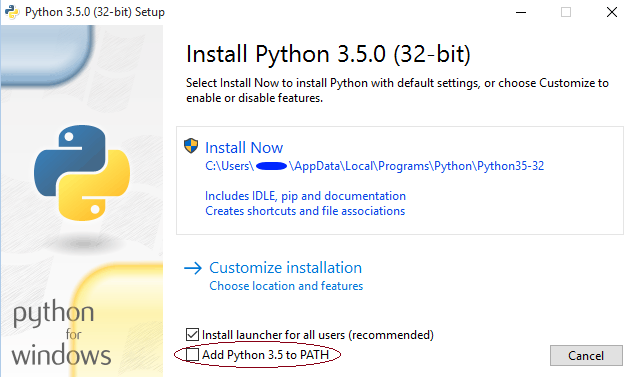 Python 3.5.0 (32-bit) Setup
Install Python 3.5.0 (32-bit)
Select Install Now to install Python with default settings, or choose Customize to
enable or disable features.
Install Now
C:\Users\ \AppData\Local\Programs\Python\Python35-32
Includes IDLE, pip and documentation
Creates shortcuts and file associations
Customize installation
Choose location and features
python
for
windows
Install launcher for all users (recommended)
Add Python 3.5 to PATH
Cancel